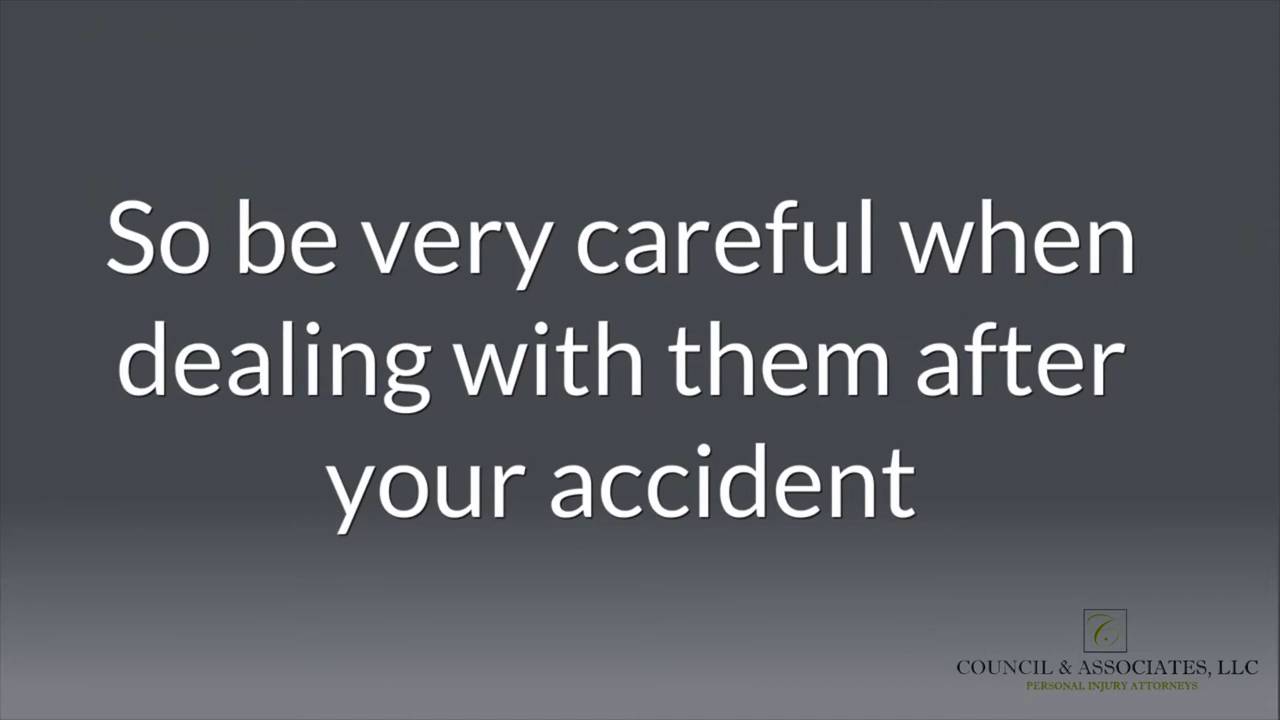 So be very careful when
dealing with them after
your accident
C
COUNCIL & ASSOCIATES, LLC
PERSONAL INJURY ATTORNEYS